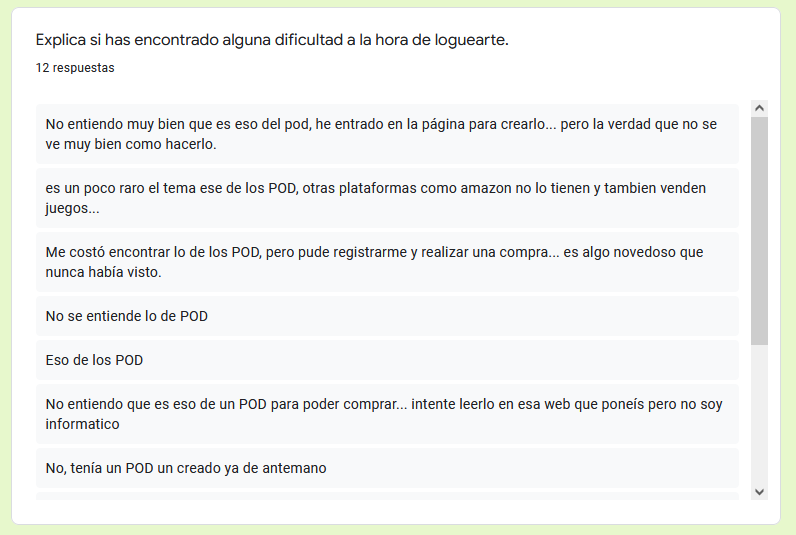 Explica si has encontrado alguna dificultad a la hora de loguearte.
12 respuestas
No entiendo muy bien que es eso del pod, he entrado en la página para crearlo... pero la verdad que no se
ve muy bien como hacerlo.
es un poco raro el tema ese de los POD, otras plataformas como amazon no lo tienen y tambien venden
juegos...
Me costó encontrar lo de los POD, pero pude registrarme y realizar una compra... es algo novedoso que
nunca había visto.
No se entiende lo de POD
Eso de los POD
No entiendo que es eso de un POD para poder comprar... intente leerlo en esa web que poneís pero no soy
informatico
No, tenía un POD un creado ya de antemano